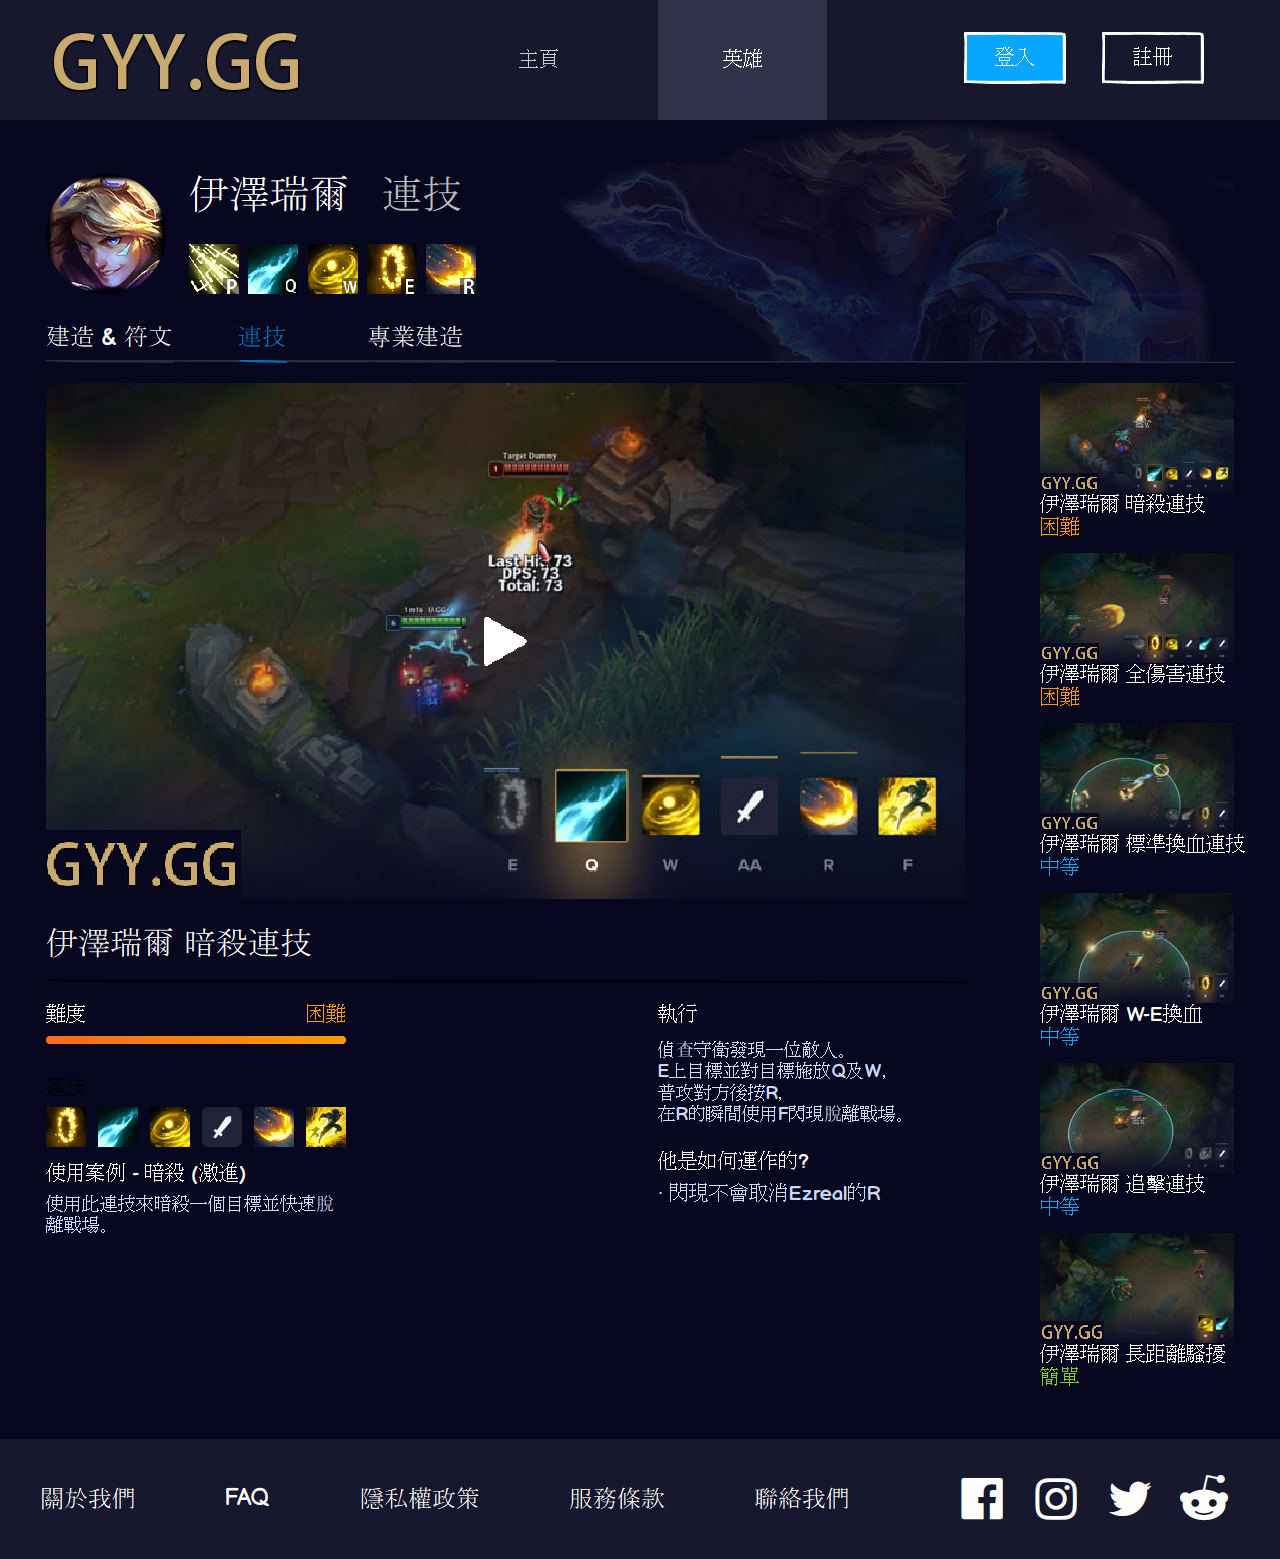 GYY.GG
主頁
英雄
登入
註冊
伊澤瑞爾 連技
P Q W E R
建造 & 符文
連技
專業建造
Target Dummy
Last Hit: 73
DPS: 73
Total: 73
E Q W AA R F
GYY.GG
伊澤瑞爾 暗殺連技
難度
困難
連技
使用案例 - 暗殺 (激進)
使用此連技來暗殺一個目標並快速脫
離戰場。
執行
偵查守衛發現一位敵人。
E上目標並對目標施放Q及W,
普攻對方後按R,
在R的瞬間使用F閃現脫離戰場。
他是如何運作的?
· 閃現不會取消Ezreal的R
GYY.GG
伊澤瑞爾 暗殺連技
困難
GYY.GG
伊澤瑞爾 全傷害連技
困難
GYY.GG
伊澤瑞爾 標準換血連技
中等
GYY.GG
伊澤瑞爾 W-E換血
中等
GYY.GG
伊澤瑞爾 追擊連技
中等
GYY.GG
伊澤瑞爾 長距離騷擾
簡單
關於我們
FAQ
隱私權政策
服務條款
聯絡我們